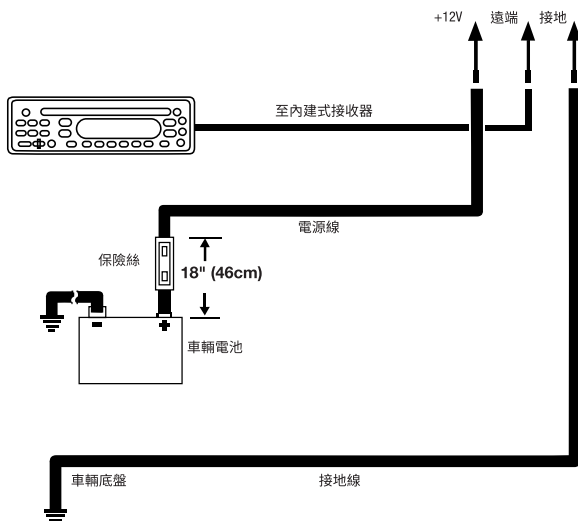 +12V 遠端 接地
至內建式接收器
電源線
保險絲
18" (46cm)
車輛電池
車輛底盤 接地線